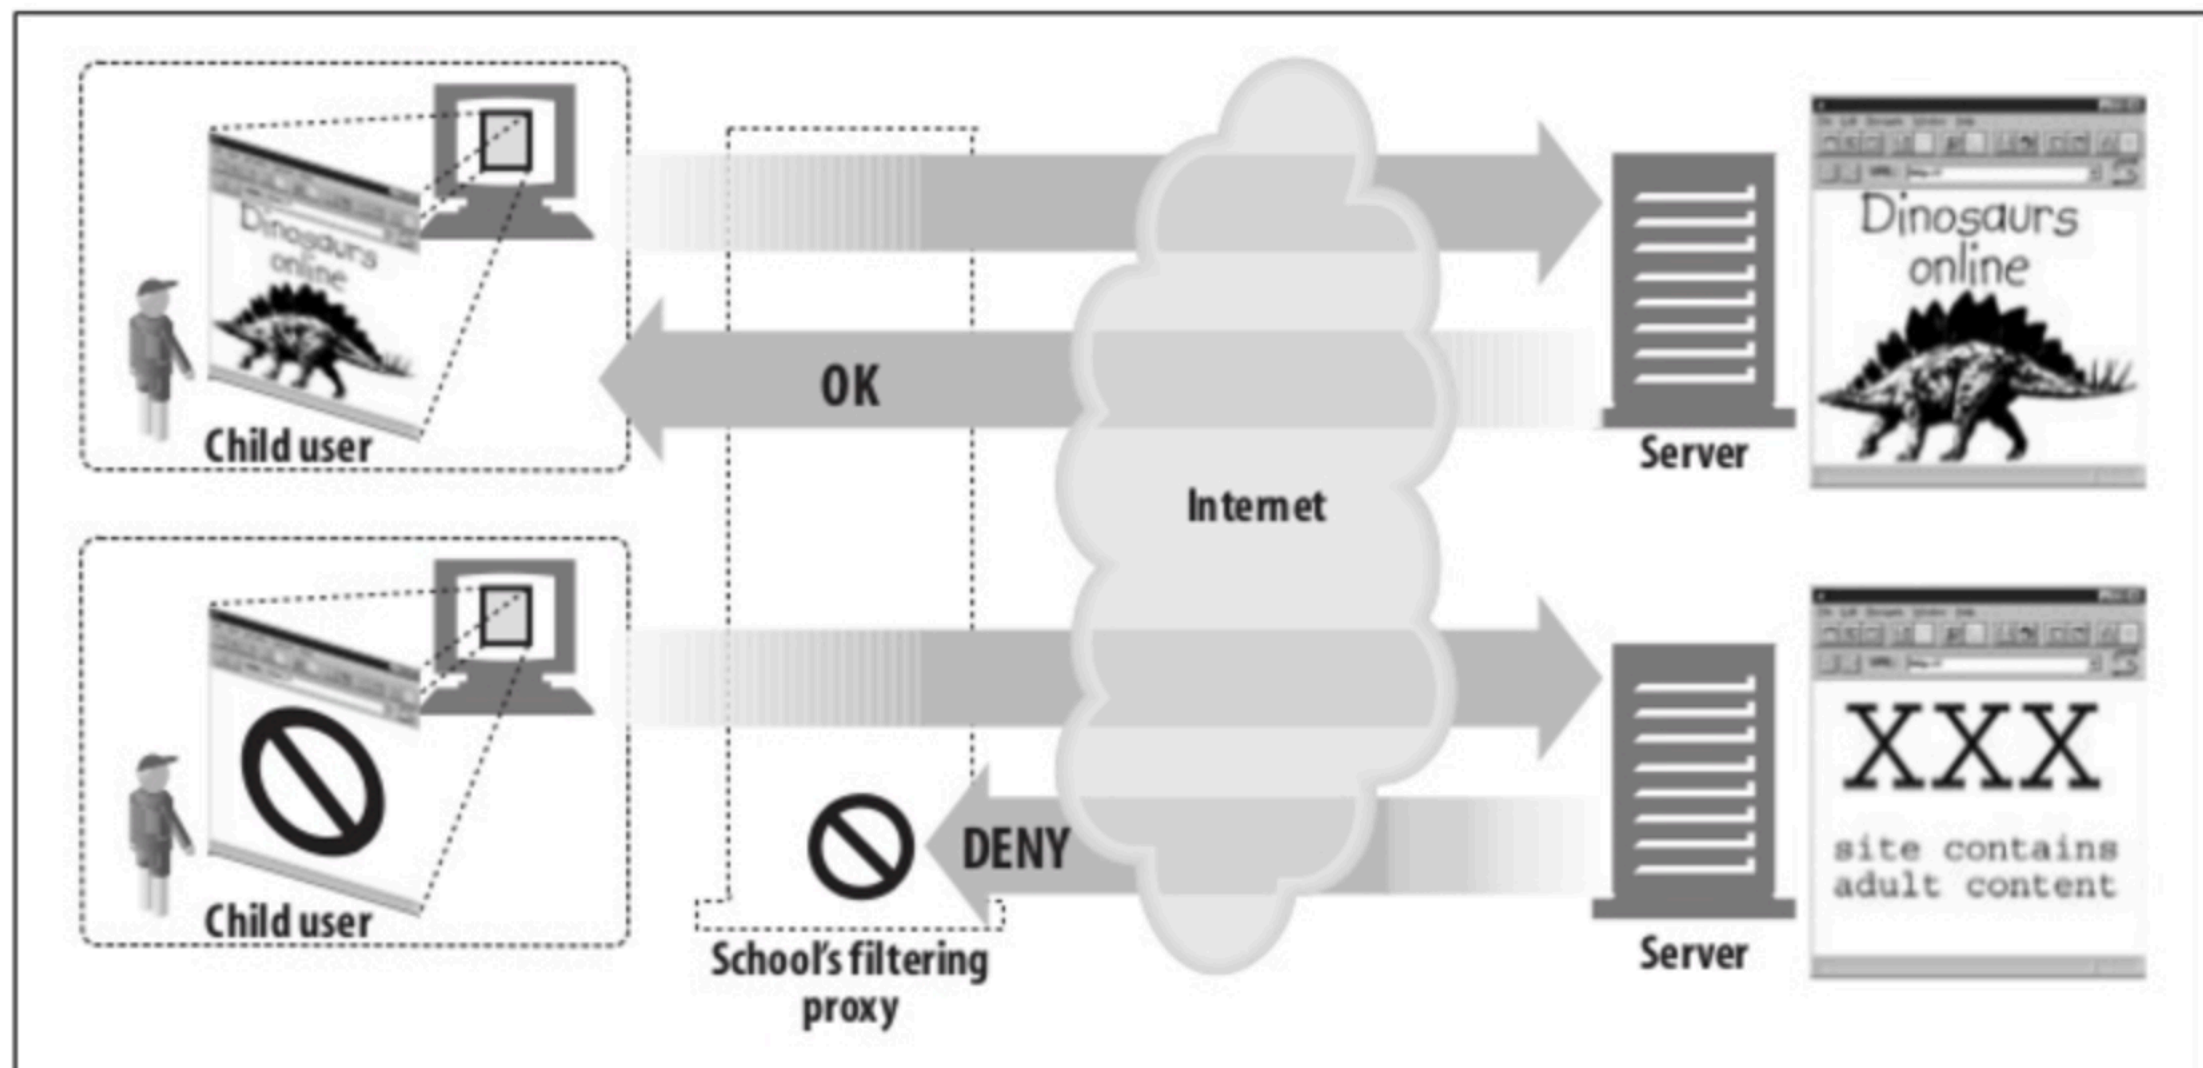 Dinosaurs
online
Child user
OK
Internet
Dinosaurs
online
Server
Child user
DENY
School's filtering
proxy
XXX
site contains
adult content
Server